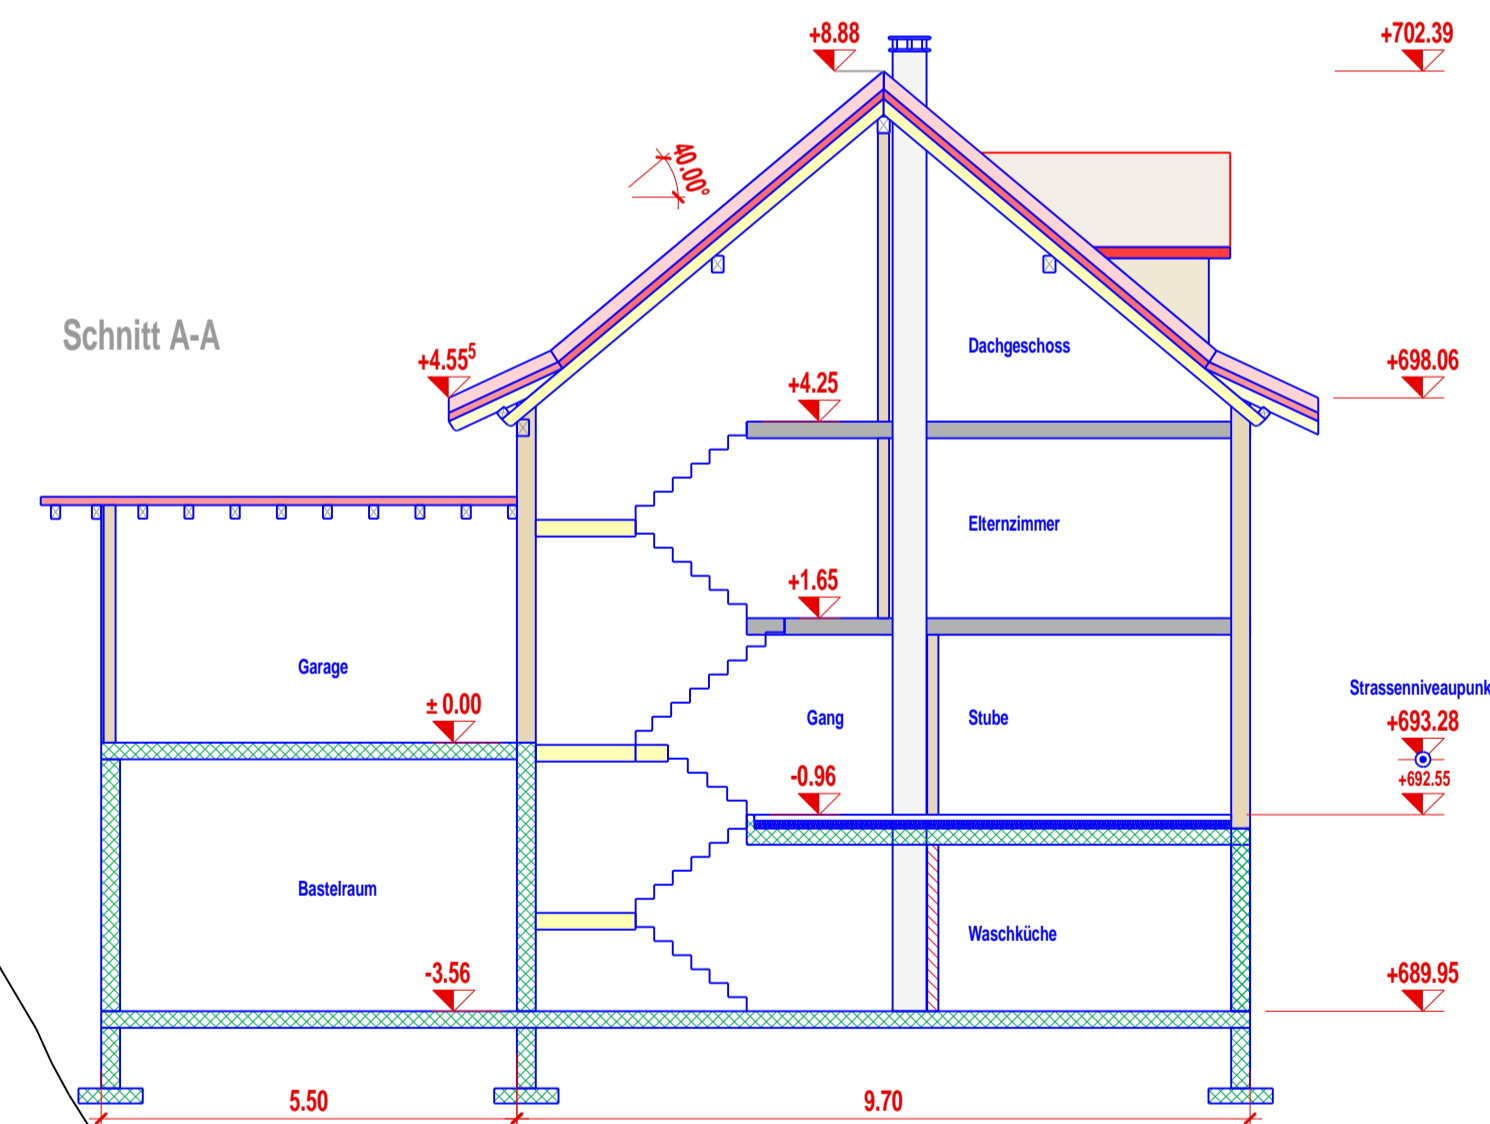 +8.88
+702.39
40.00°
Schnitt A-A
+4.55⁵
Dachgeschoss
+698.06
+4.25
Elternzimmer
+1.65
Garage
Strassenniveaupunk
± 0.00
Gang
Stube
+693.28
-0.96
+692.55
Bastelraum
Waschküche
-3.56
+689.95
5.50
9.70